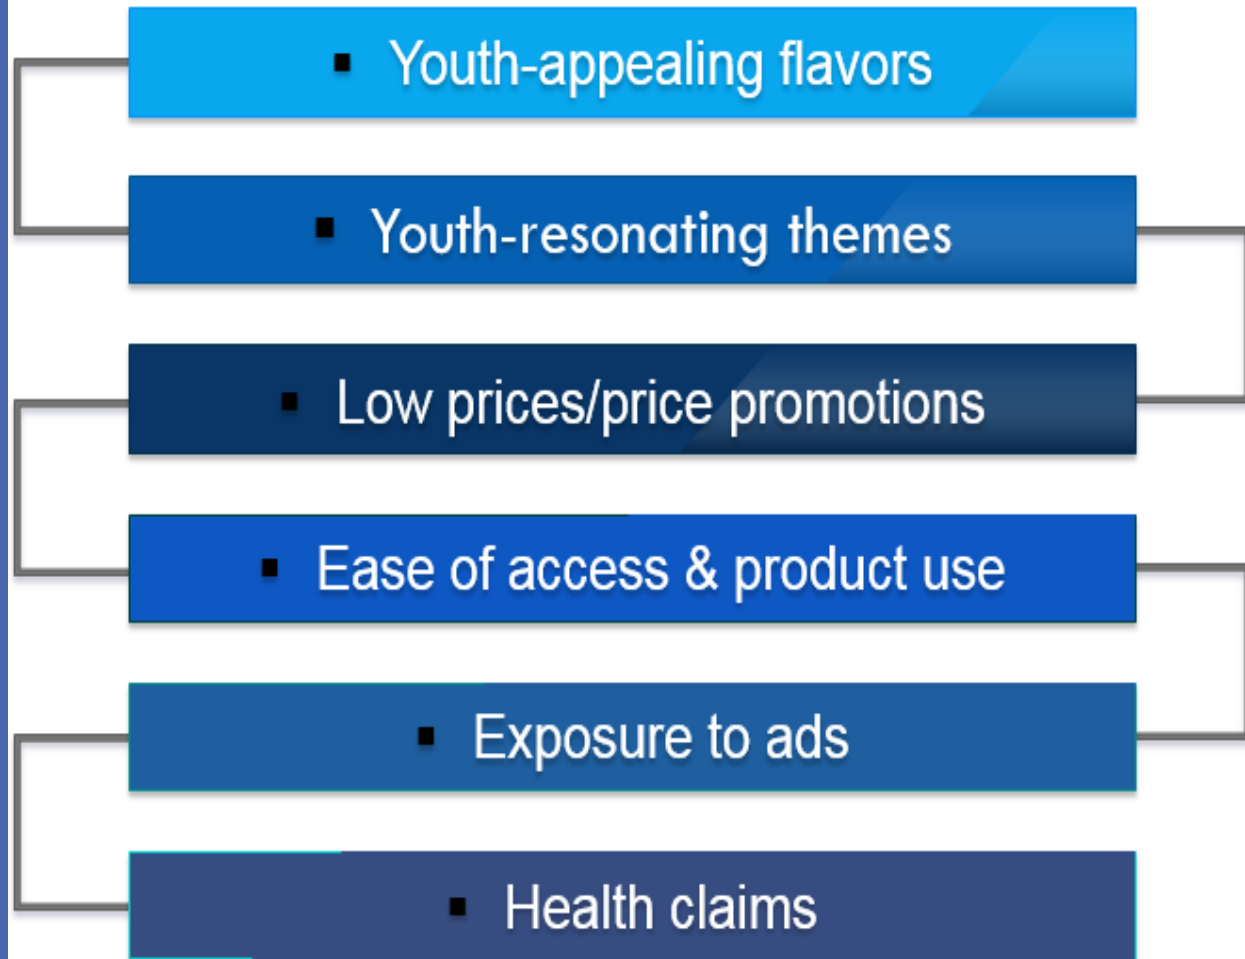 ▪ Youth-appealing flavors
▪ Youth-resonating themes
▪ Low prices/price promotions
▪ Ease of access & product use
▪ Exposure to ads
▪ Health claims